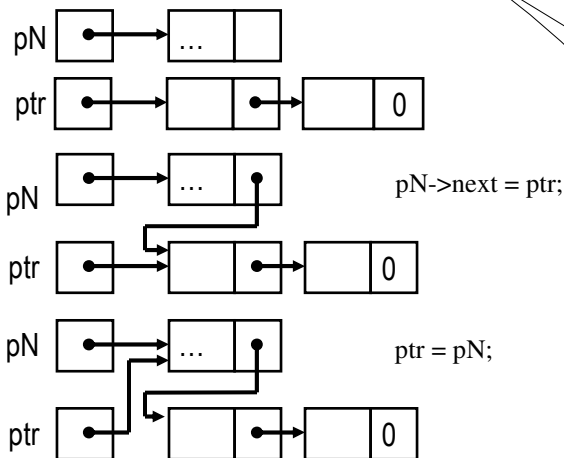 pN ...
ptr 0
pN ... pN->next = ptr;
ptr 0
pN ... ptr = pN;
ptr 0